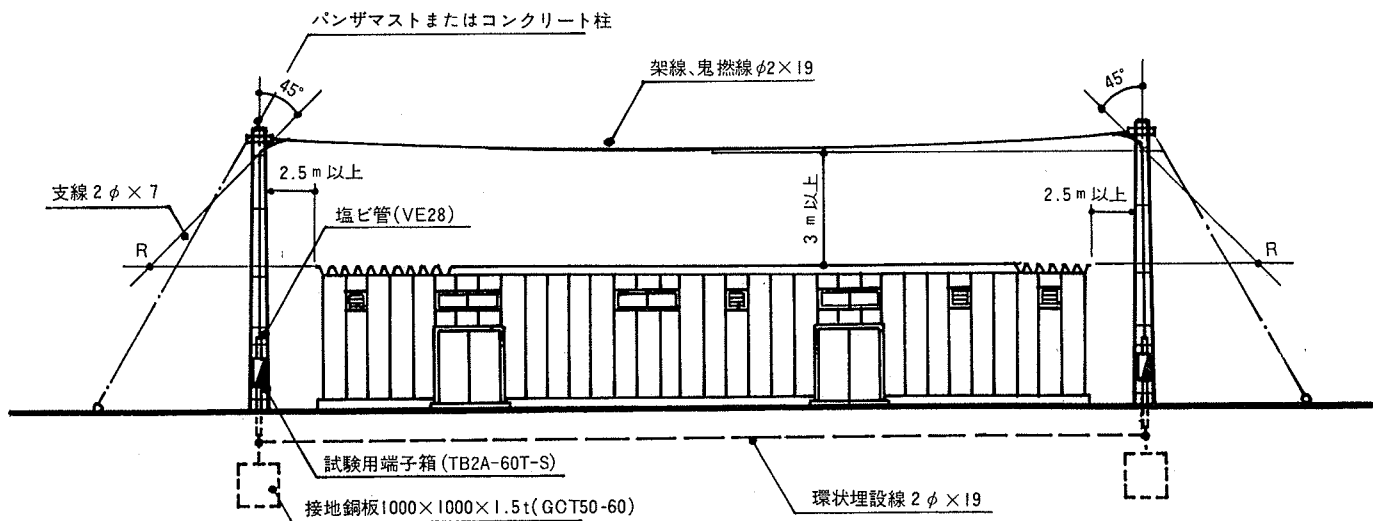 パンザマストまたはコンクリート柱
架線、鬼撚線φ2×19
45°
45°
2.5m以上
支線2φ×7
塩ビ管(VE28)
3m以上
2.5m以上
R
R
試験用端子箱(TB2A-60T-S)
接地銅板1000×1000×1.5t(GCT50-60)
環状埋設線2φ×19